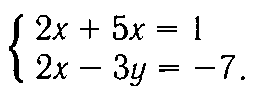 2x + 5x = 1
2x − 3y = −7.